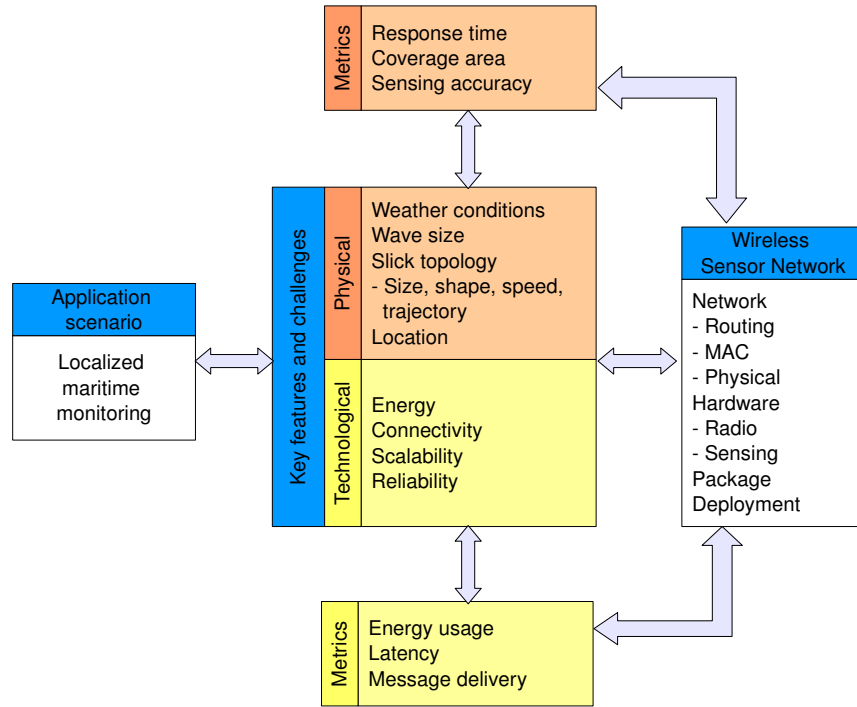 Metrics
Response time
Coverage area
Sensing accuracy
Application
scenario
Localized
maritime
monitoring
Key features and challenges
Physical
Weather conditions
Wave size
Slick topology
- Size, shape, speed,
trajectory
Location
Technological
Energy
Connectivity
Scalability
Reliability
Wireless
Sensor Network
Network
- Routing
- MAC
- Physical
Hardware
- Radio
- Sensing
Package
Deployment
Metrics
Energy usage
Latency
Message delivery